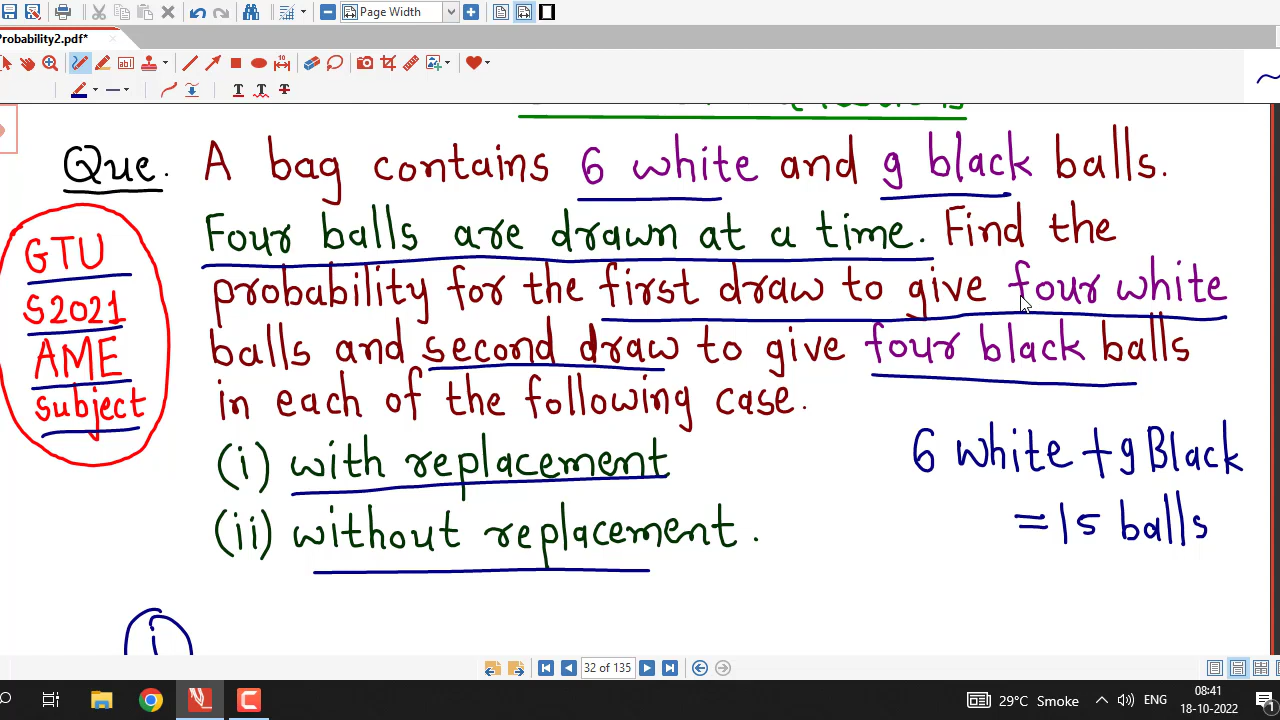 Page Width
Probability2.pdf*
Que. A bag contains 6 white and 9 black balls.
Four balls are drawn at a time. Find the
probability for the first draw to give four white
balls and second draw to give four black balls
in each of the following case.
(i) with replacement
(ii) without replacement.
GTU
S2021
AME
subject
6 White + 9 Black
= 15 balls
i
32 of 135
29°C Smoke
ENG
08:41
18-10-2022